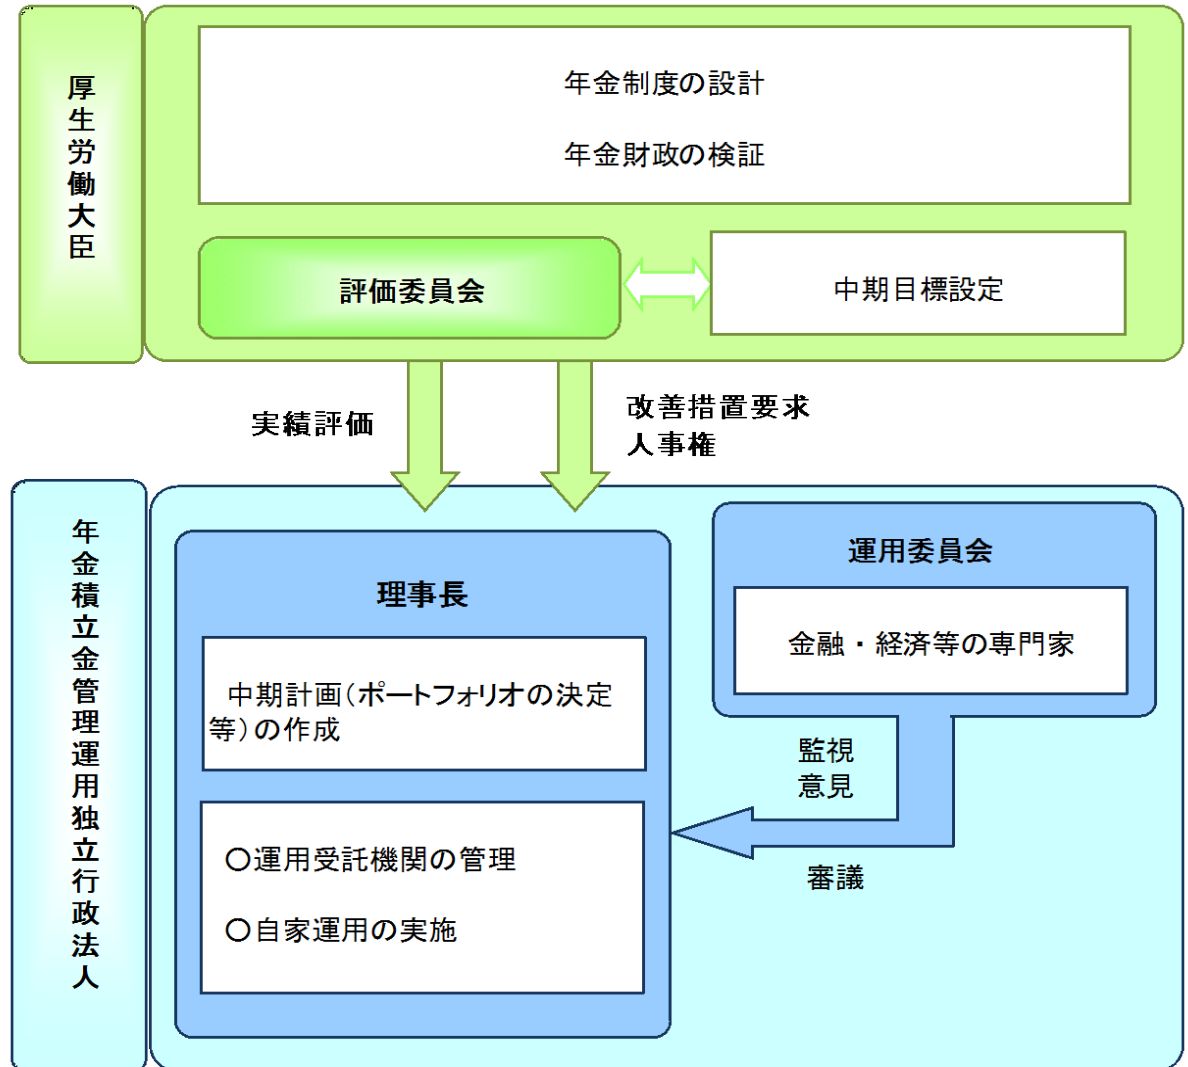 厚生労働大臣
年金制度の設計
年金財政の検証
評価委員会
中期目標設定
実績評価
改善措置要求
人事権
年金積立金管理運用独立行政法人
理事長
中期計画（ポートフォリオの決定
等）の作成
〇運用受託機関の管理
〇自家運用の実施
運用委員会
金融・経済等の専門家
監視
意見
審議